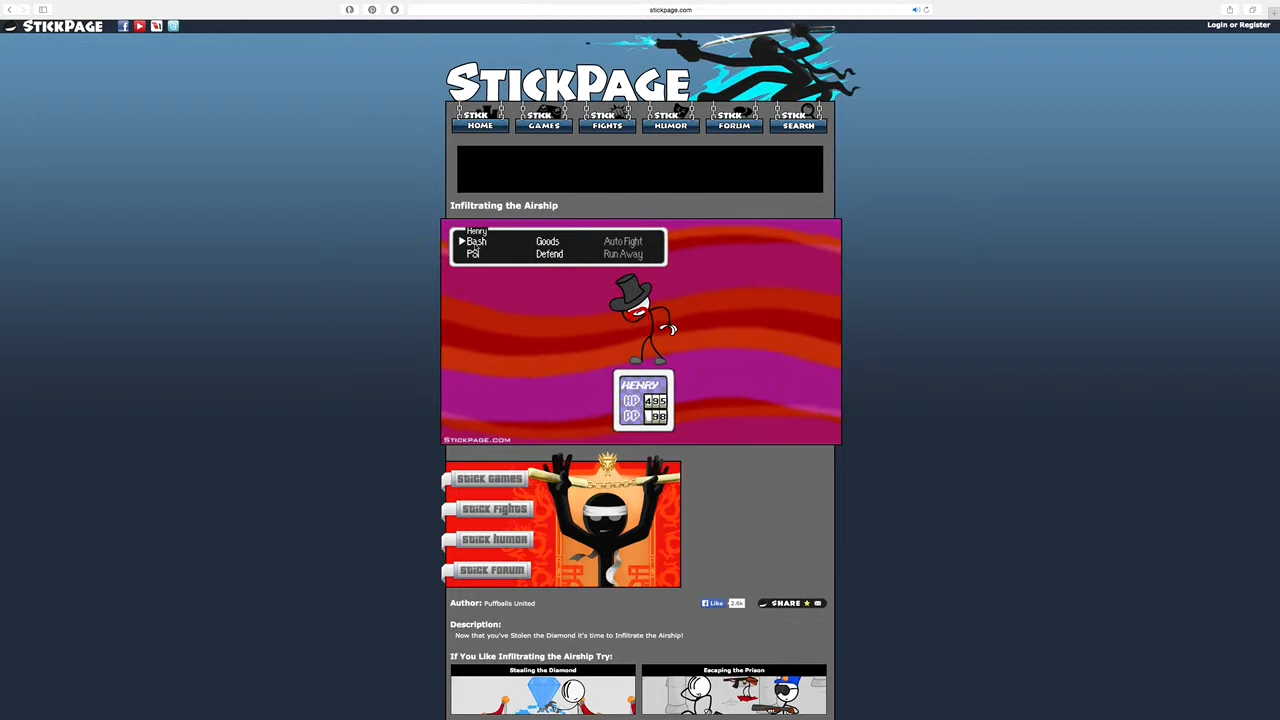 stickpage.com
STICKPAGE
Login or Register
STICKPAGE
STICK HOME
STICK GAMES
STICK FIGHTS
STICK HUMOR
STICK FORUM
STICK SEARCH
Infiltrating the Airship
Henry
Bash Goods Auto Fight
PSI Defend Run Away
HENRY
HP 495
PP 98
STICKPAGE.COM
STICK GAMES
STICK FIGHTS
STICK HUMOR
STICK FORUM
Author: Puffballs United
Like 2.6k
SHARE
Description:
Now that you've Stolen the Diamond it's time to Infiltrate the Airship!
If You Like Infiltrating the Airship Try:
Stealing the Diamond
Escaping the Prison